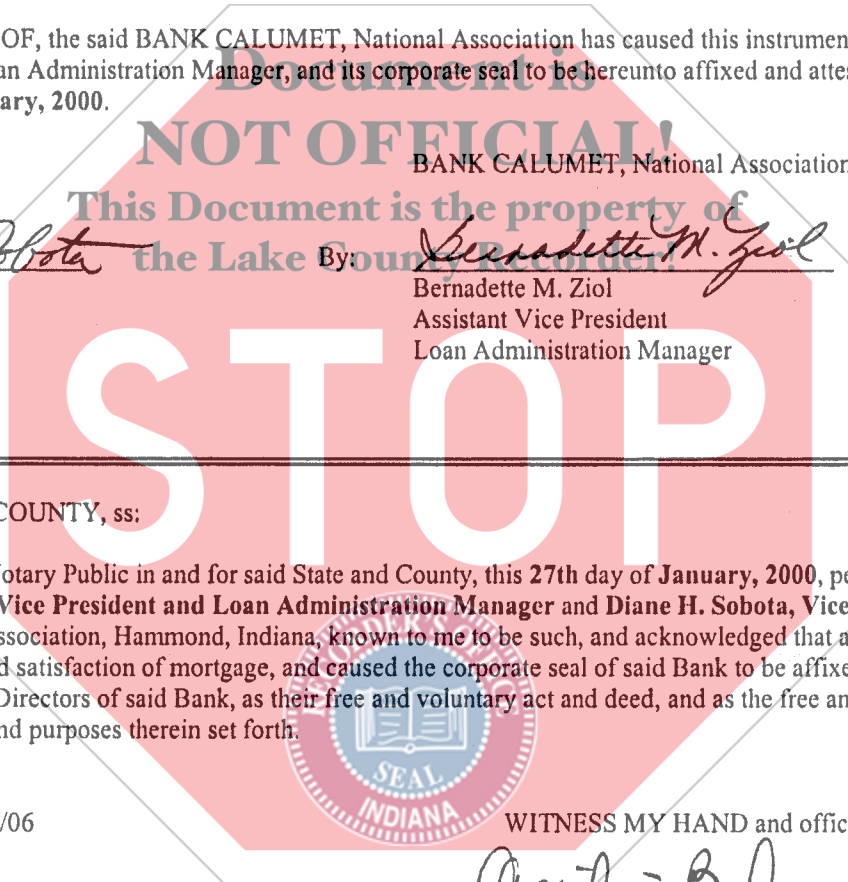 OF, the said BANK CALUMET, National Association has caused this instrumen
an Administration Manager, and its corporate seal to be hereunto affixed and attes
ary, 2000.
Document is
NOT OFFICIAL!
This Document is the property of
the Lake County Recorder!
BANK CALUMET, National Association
obota
By: Bernadette M. Ziol
Bernadette M. Ziol
Assistant Vice President
Loan Administration Manager
STOP
COUNTY, ss:
otary Public in and for said State and County, this 27th day of January, 2000, pe
Vice President and Loan Administration Manager and Diane H. Sobota, Vice
ssociation, Hammond, Indiana, known to me to be such, and acknowledged that a
d satisfaction of mortgage, and caused the corporate seal of said Bank to be affixe
Directors of said Bank, as their free and voluntary act and deed, and as the free an
nd purposes therein set forth.
RECORDER'S OFFICE
SEAL
INDIANA
/06
WITNESS MY HAND and offic